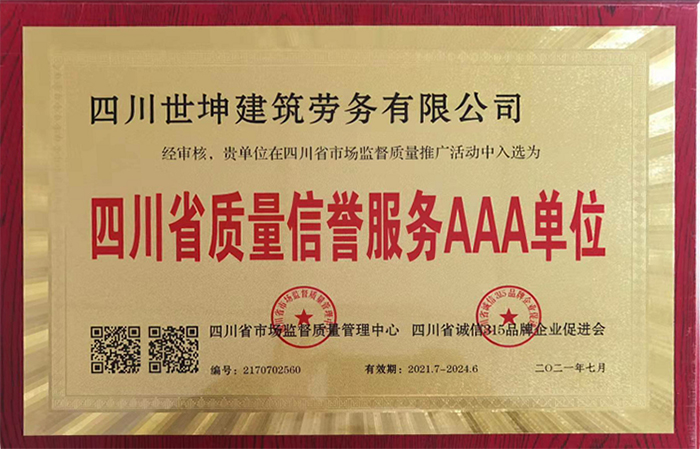 四川世坤建筑劳务有限公司
经审核，贵单位在四川省市场监督质量推广活动中入选为
四川省质量信誉服务AAA单位
四川省市场监督质量管理中心 四川省诚信315品牌企业促进会
编号：2170702560 有效期：2021.7-2024.6 二〇二一年七月